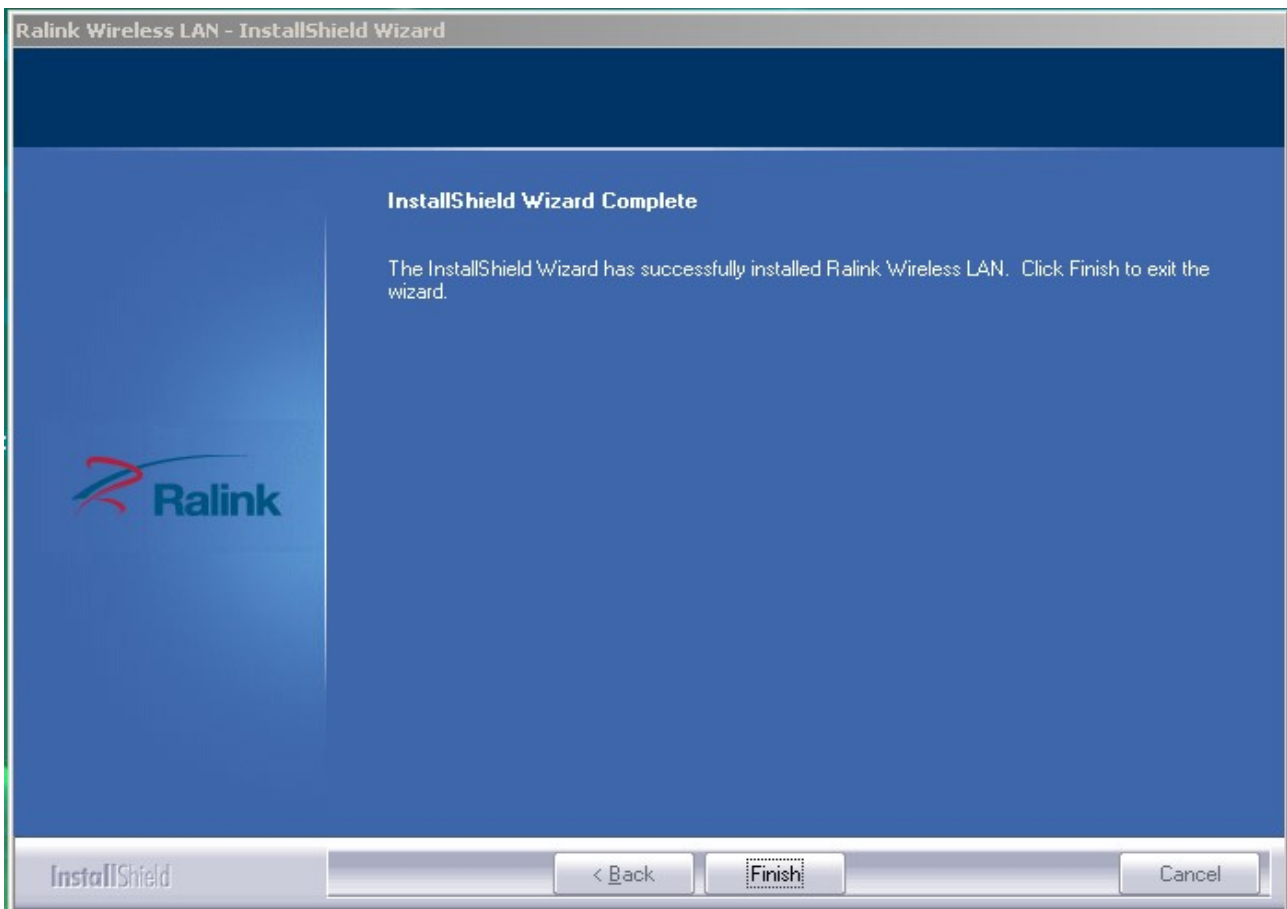 Ralink Wireless LAN - InstallShield Wizard
InstallShield Wizard Complete
The InstallShield Wizard has successfully installed Ralink Wireless LAN. Click Finish to exit the
wizard.
Ralink
InstallShield
< Back
Finish
Cancel